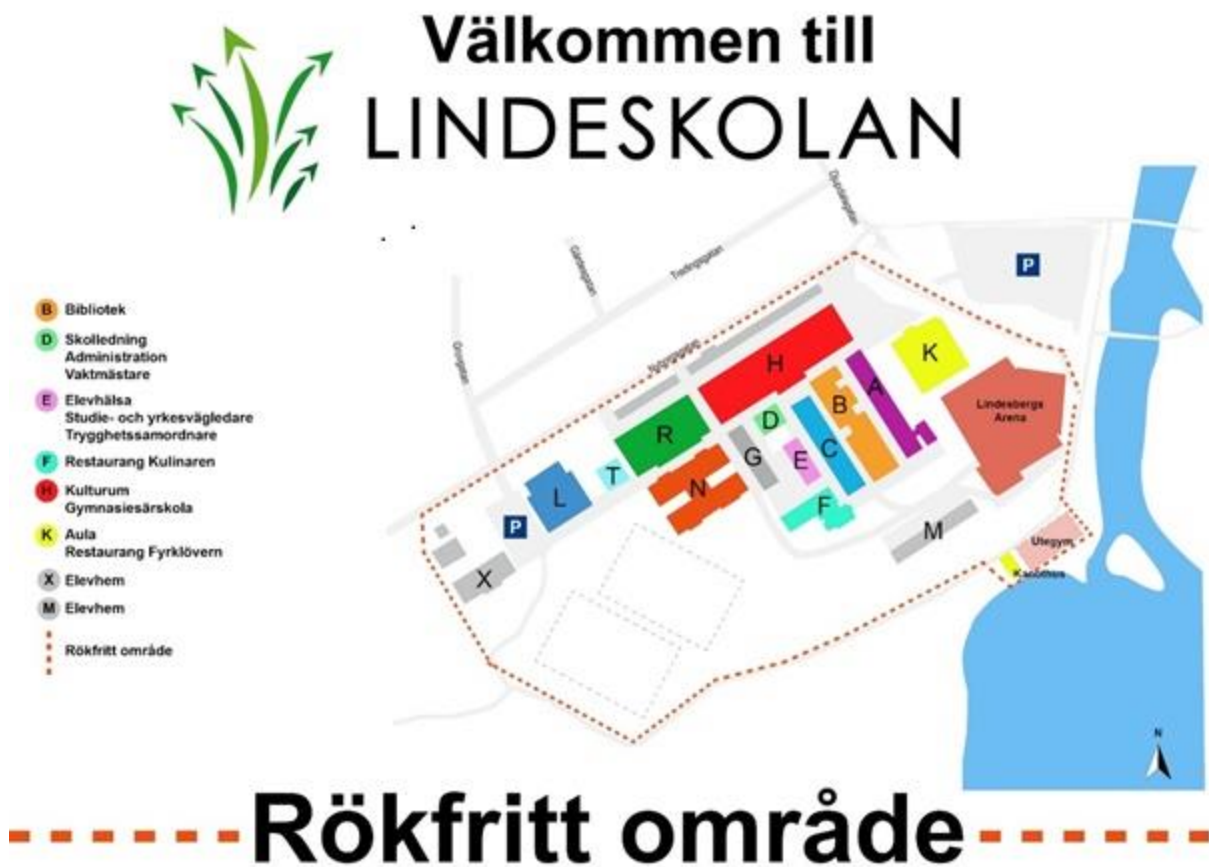 Välkommen till
LINDESKOLAN
B Bibliotek
D Skolledning
Administration
Vaktmästare
E Elevhälsa
Studie- och yrkesvägledare
Trygghetssamordnare
F Restaurang Kulinaren
H Kulturum
Gymnasiesärskola
K Aula
Restaurang Fyrklövern
X Elevhem
M Elevhem
Rökfritt område
P
K
H
Lindesbergs
Arena
A
B
D
R
C
G
E
T
N
L
F
P
M
Utegym
Kanothus
X
N
Rökfritt område